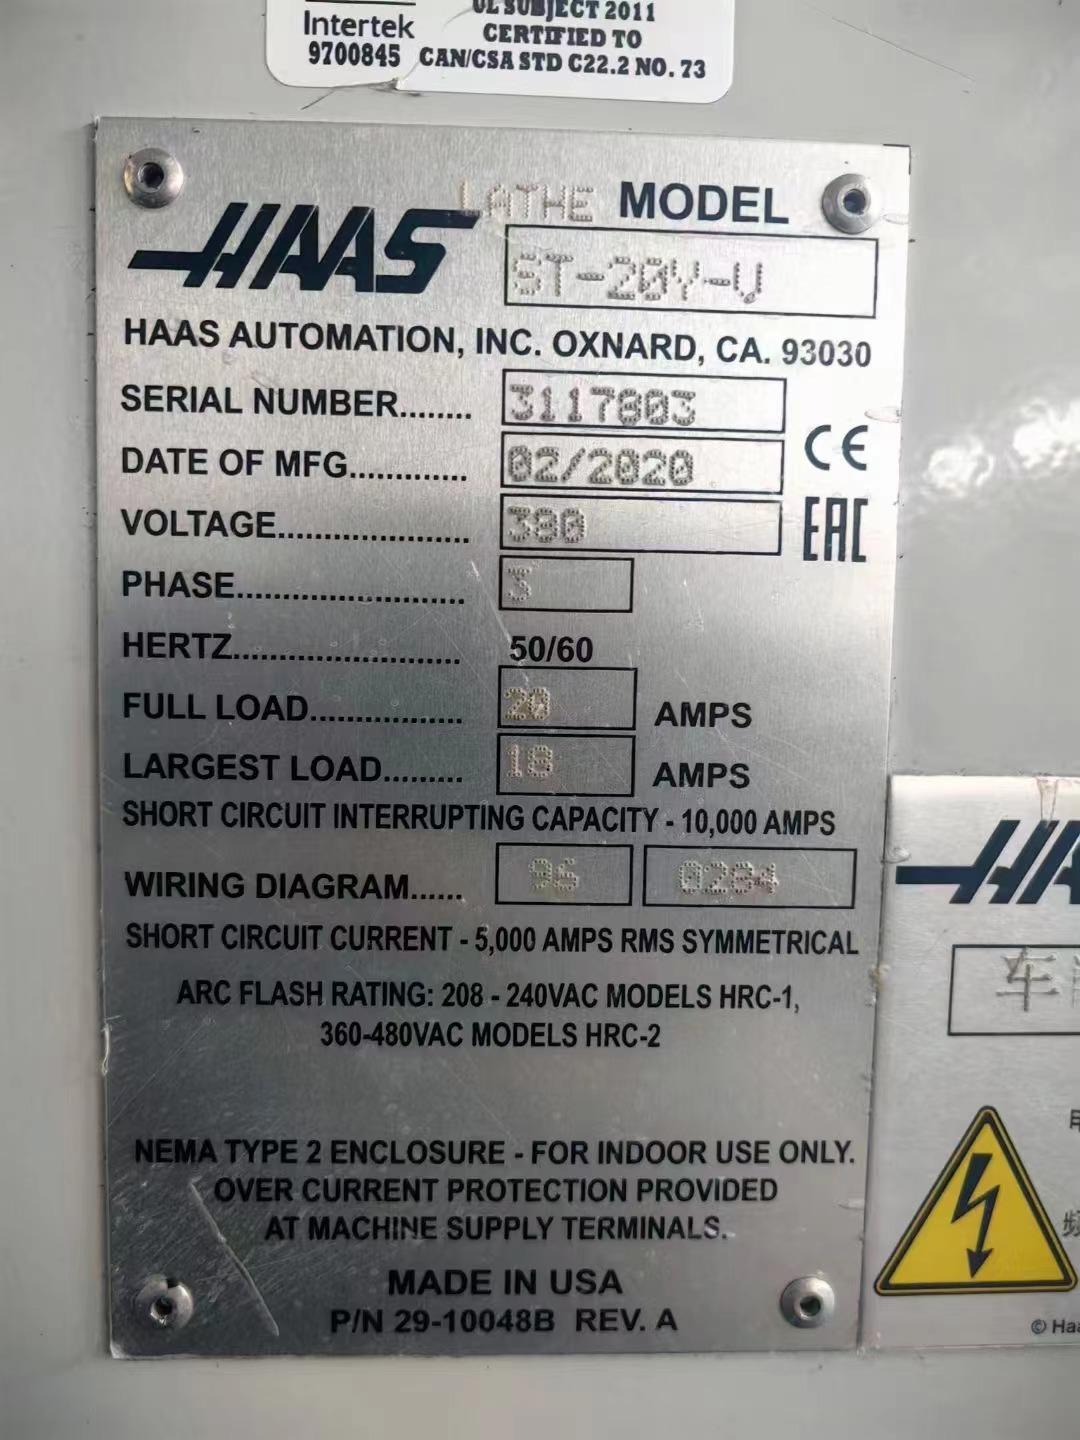 UL SUBJECT 2011
Intertek CERTIFIED TO
9700845 CAN/CSA STD C22.2 NO. 73
HAAS LATHE MODEL
ST-20Y-V
HAAS AUTOMATION, INC. OXNARD, CA. 93030
SERIAL NUMBER........ 3117803
DATE OF MFG............. 02/2020 CE
VOLTAGE..................... 380 EAC
PHASE......................... 3
HERTZ......................... 50/60
FULL LOAD................. 20 AMPS
LARGEST LOAD......... 18 AMPS
SHORT CIRCUIT INTERRUPTING CAPACITY - 10,000 AMPS
WIRING DIAGRAM...... 96 0284
SHORT CIRCUIT CURRENT - 5,000 AMPS RMS SYMMETRICAL
ARC FLASH RATING: 208 - 240VAC MODELS HRC-1,
360-480VAC MODELS HRC-2
NEMA TYPE 2 ENCLOSURE - FOR INDOOR USE ONLY.
OVER CURRENT PROTECTION PROVIDED
AT MACHINE SUPPLY TERMINALS.
MADE IN USA
P/N 29-10048B REV. A
车
© Haa